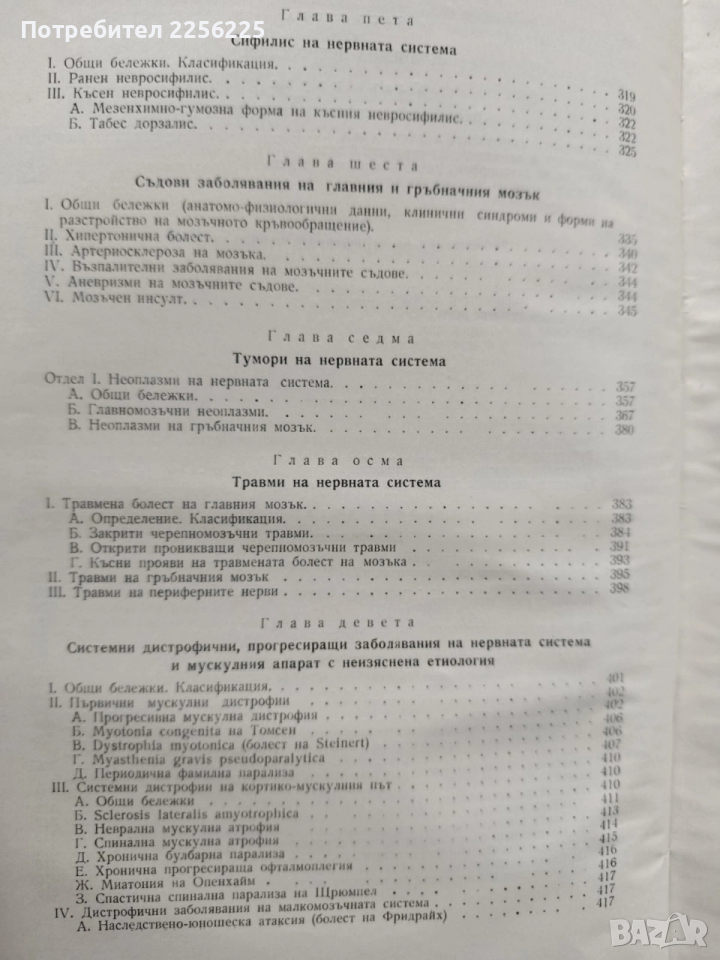 Потребител 2256225
Глава пета
Сифилис на нервната система
I. Общи бележки. Класификация. 319
II. Ранен невросифилис. 320
III. Късен невросифилис. 322
А. Мезенхимно-гумозна форма на късния невросифилис. 322
Б. Табес дорзалис. 325
Глава шеста
Съдови заболявания на главния и гръбначния мозък
I. Общи бележки (анатомо-физиологични данни, клинични синдроми и форми на
разстройство на мозъчното кръвообращение). 335
II. Хипертонична болест. 340
III. Артериосклероза на мозъка. 342
IV. Възпалителни заболявания на мозъчните съдове. 344
V. Аневризми на мозъчните съдове. 344
VI. Мозъчен инсулт. 345
Глава седма
Тумори на нервната система
Отдел I. Неоплазми на нервната система. 357
А. Общи бележки. 357
Б. Главномозъчни неоплазми. 367
В. Неоплазми на гръбначния мозък. 380
Глава осма
Травми на нервната система
I. Травмена болест на главния мозък. 383
А. Определение. Класификация. 383
Б. Закрити черепномозъчни травми. 384
В. Открити проникващи черепномозъчни травми 391
Г. Късни прояви на травмената болест на мозъка 393
II. Травми на гръбначния мозък 395
III. Травми на периферните нерви 398
Глава девета
Системни дистрофични, прогресиращи заболявания на нервната система
и мускулния апарат с неизяснена етнология
I. Общи бележки. Класификация. 401
II. Първични мускулни дистрофии 402
А. Прогресивна мускулна дистрофия 402
Б. Myotonia congenita на Томсен 406
В. Dystrophia myotonica (болест на Steinert) 406
Г. Myasthenia gravis pseudoparalytica 407
Д. Периодична фамилна парализа 410
III. Системни дистрофии на кортико-мускулния път 410
А. Общи бележки 410
Б. Sclerosis lateralis amyotrophica 411
В. Неврална мускулна атрофия 413
Г. Спинална мускулна атрофия 414
Д. Хронична булбарна парализа 415
Е. Хронична прогресираща офталмоплегия 416
Ж. Миатония на Опенхайм 416
З. Спастична спинална парализа на Щрюмпел 417
IV. Дистрофични заболявания на малкомозъчната система 417
А. Наследствено-юношеска атаксия (болест на Фридрайх) 417
BAZAR